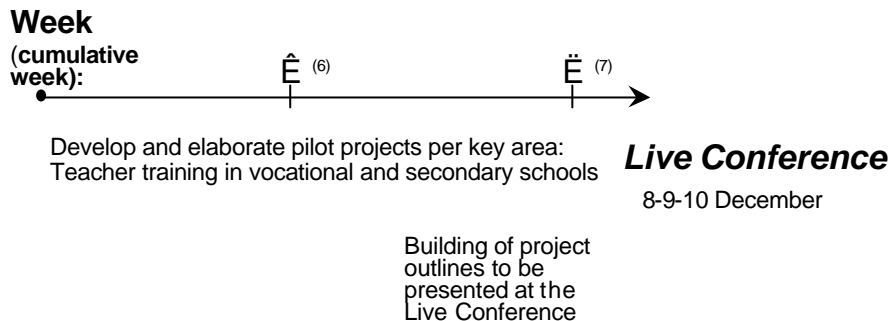 Week
(cumulative
week):
Ê (6)
Ë (7)
Develop and elaborate pilot projects per key area:
Teacher training in vocational and secondary schools
Live Conference
8-9-10 December
Building of project
outlines to be
presented at the
Live Conference